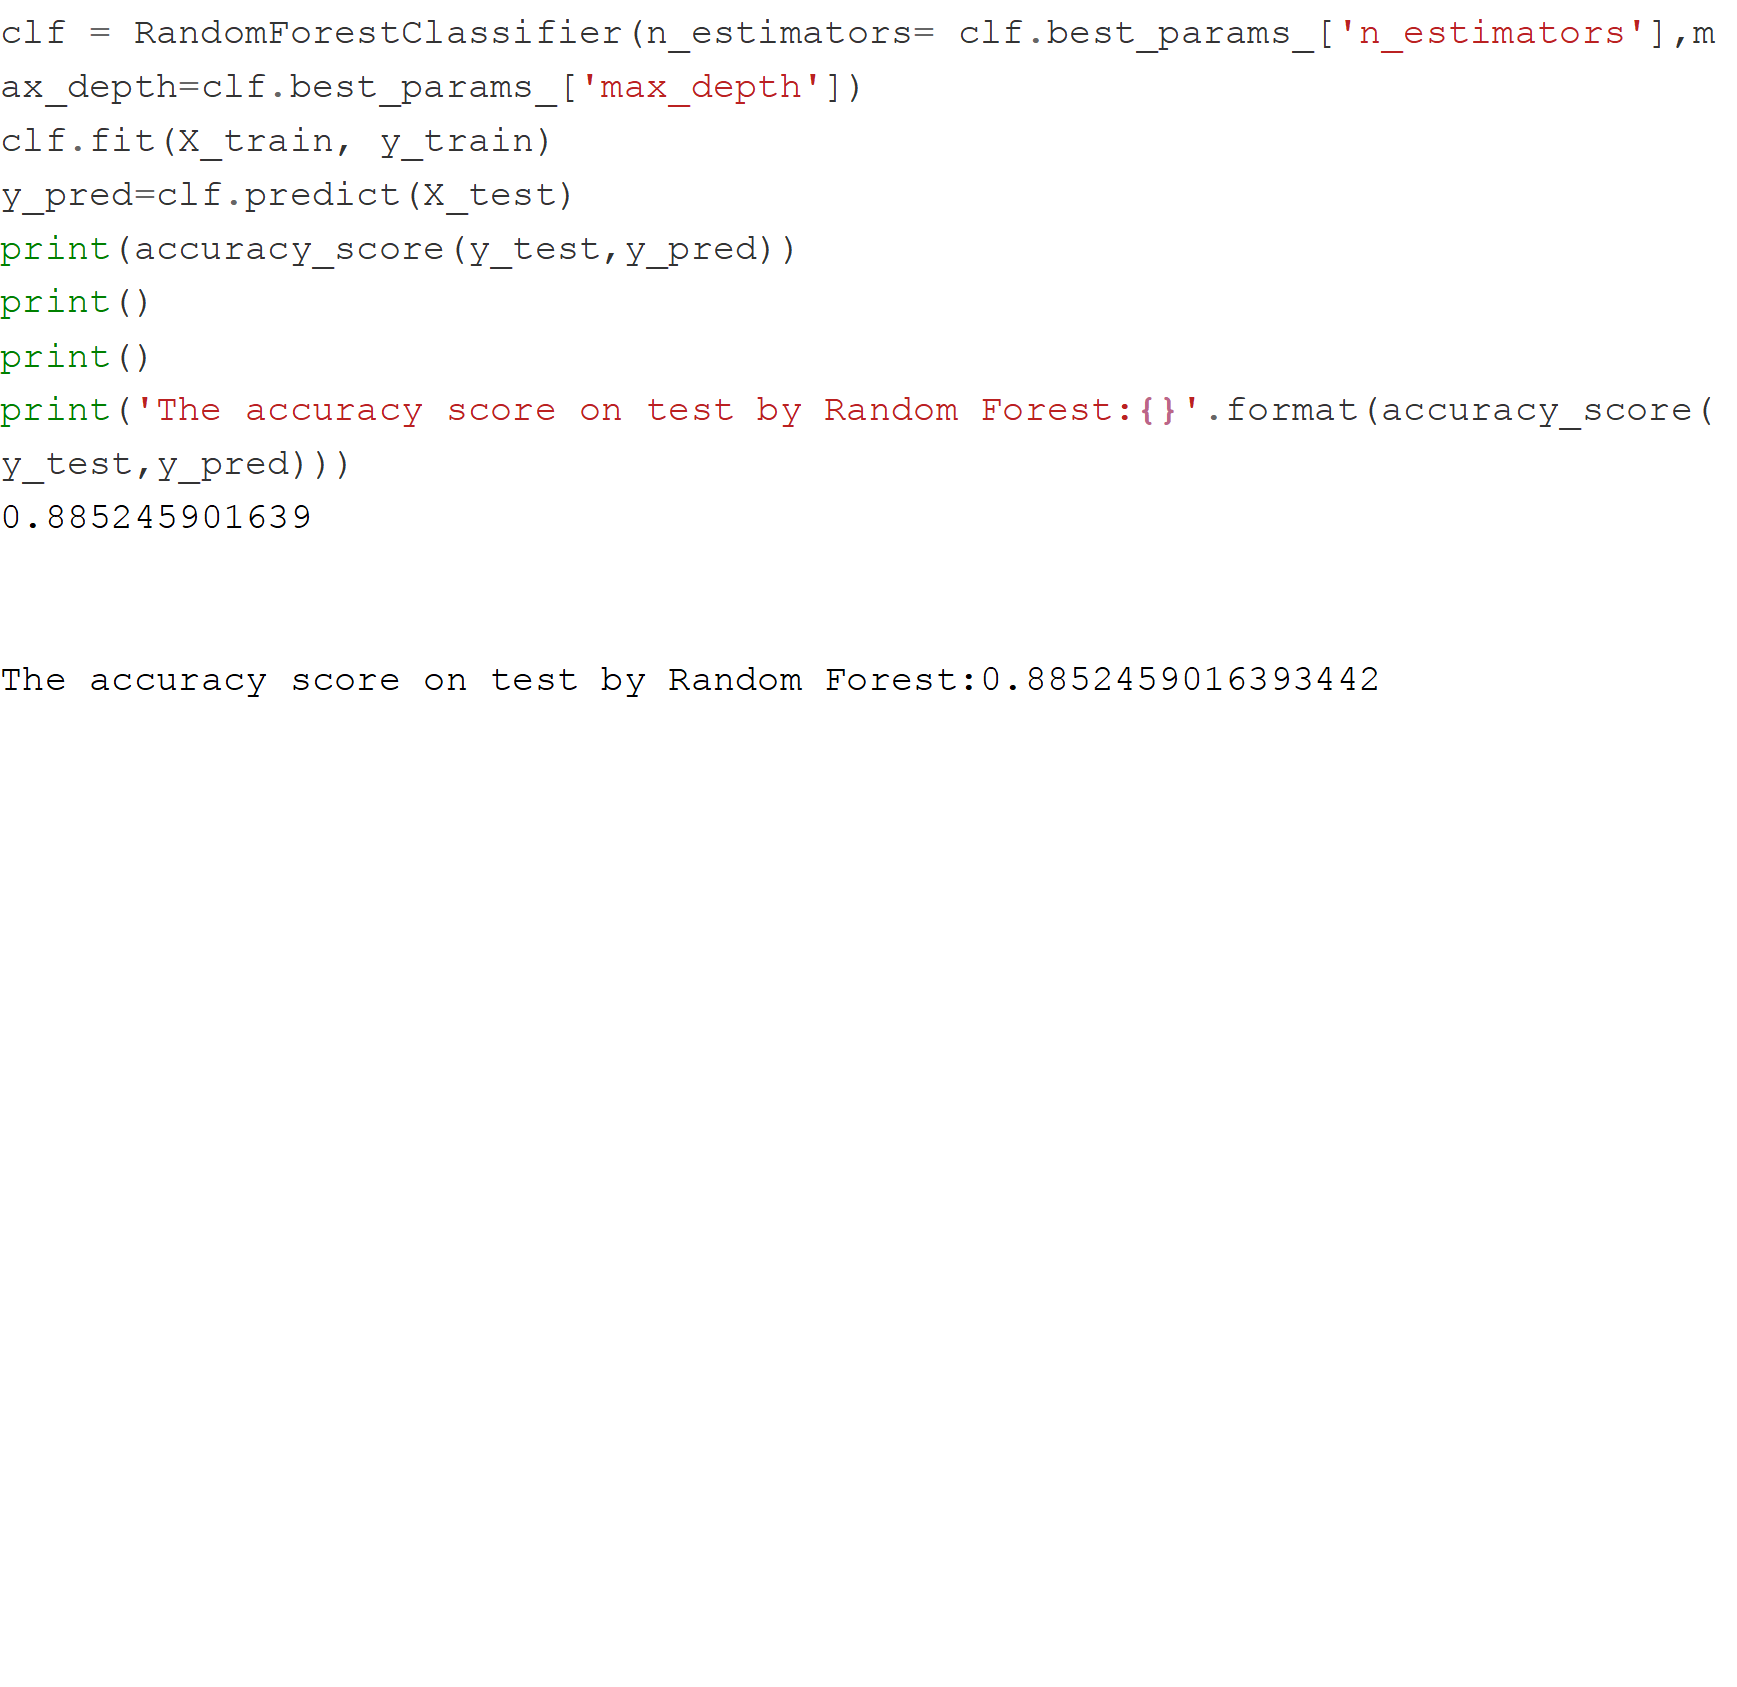 clf = RandomForestClassifier(n_estimators= clf.best_params_['n_estimators'],m
ax_depth=clf.best_params_['max_depth'])
clf.fit(X_train, y_train)
y_pred=clf.predict(X_test)
print(accuracy_score(y_test,y_pred))
print()
print()
print('The accuracy score on test by Random Forest:{}'.format(accuracy_score(
y_test,y_pred)))
0.885245901639
The accuracy score on test by Random Forest:0.8852459016393442